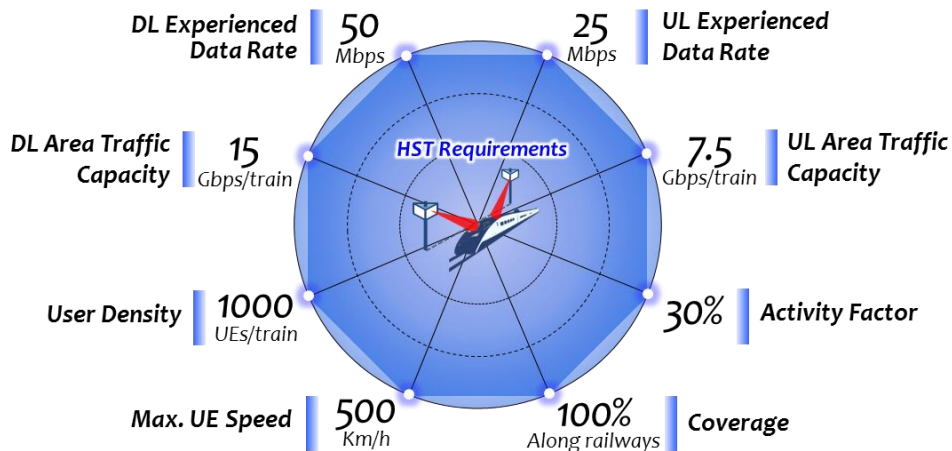 DL Experienced
Data Rate
50
Mbps
25
Mbps
UL Experienced
Data Rate
DL Area Traffic
Capacity
15
Gbps/train
HST Requirements
7.5
Gbps/train
UL Area Traffic
Capacity
User Density
1000
UEs/train
30%
Activity Factor
Max. UE Speed
500
Km/h
100%
Along railways
Coverage